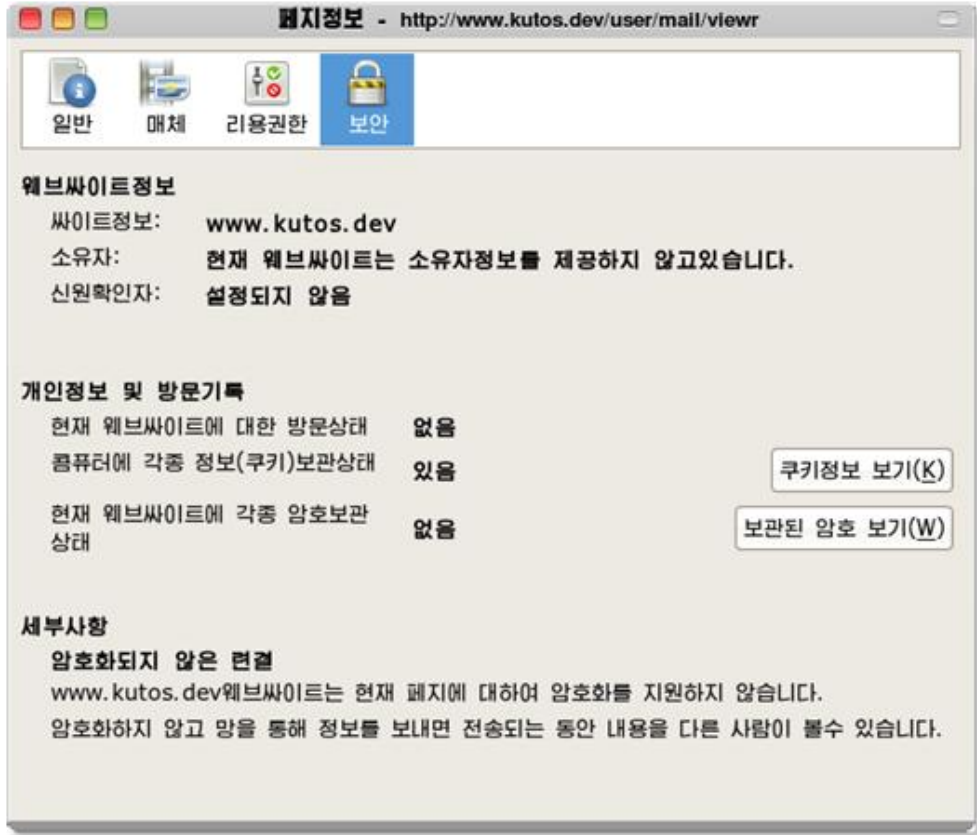 페지정보 - http://www.kutos.dev/user/mail/viewr
일반 매체 리용권한 보안
웨브싸이트정보
싸이트정보: www.kutos.dev
소유자: 현재 웨브싸이트는 소유자정보를 제공하지 않고있습니다.
신원확인자: 설정되지 않음
개인정보 및 방문기록
현재 웨브싸이트에 대한 방문상태 없음
콤퓨터에 각종 정보(쿠키)보관상태 있음 쿠키정보 보기(K)
현재 웨브싸이트에 각종 암호보관
상태 없음 보관된 암호 보기(W)
세부사항
암호화되지 않은 련결
www.kutos.dev웨브싸이트는 현재 페지에 대하여 암호화를 지원하지 않습니다.
암호화하지 않고 망을 통해 정보를 보내면 전송되는 동안 내용을 다른 사람이 볼수 있습니다.